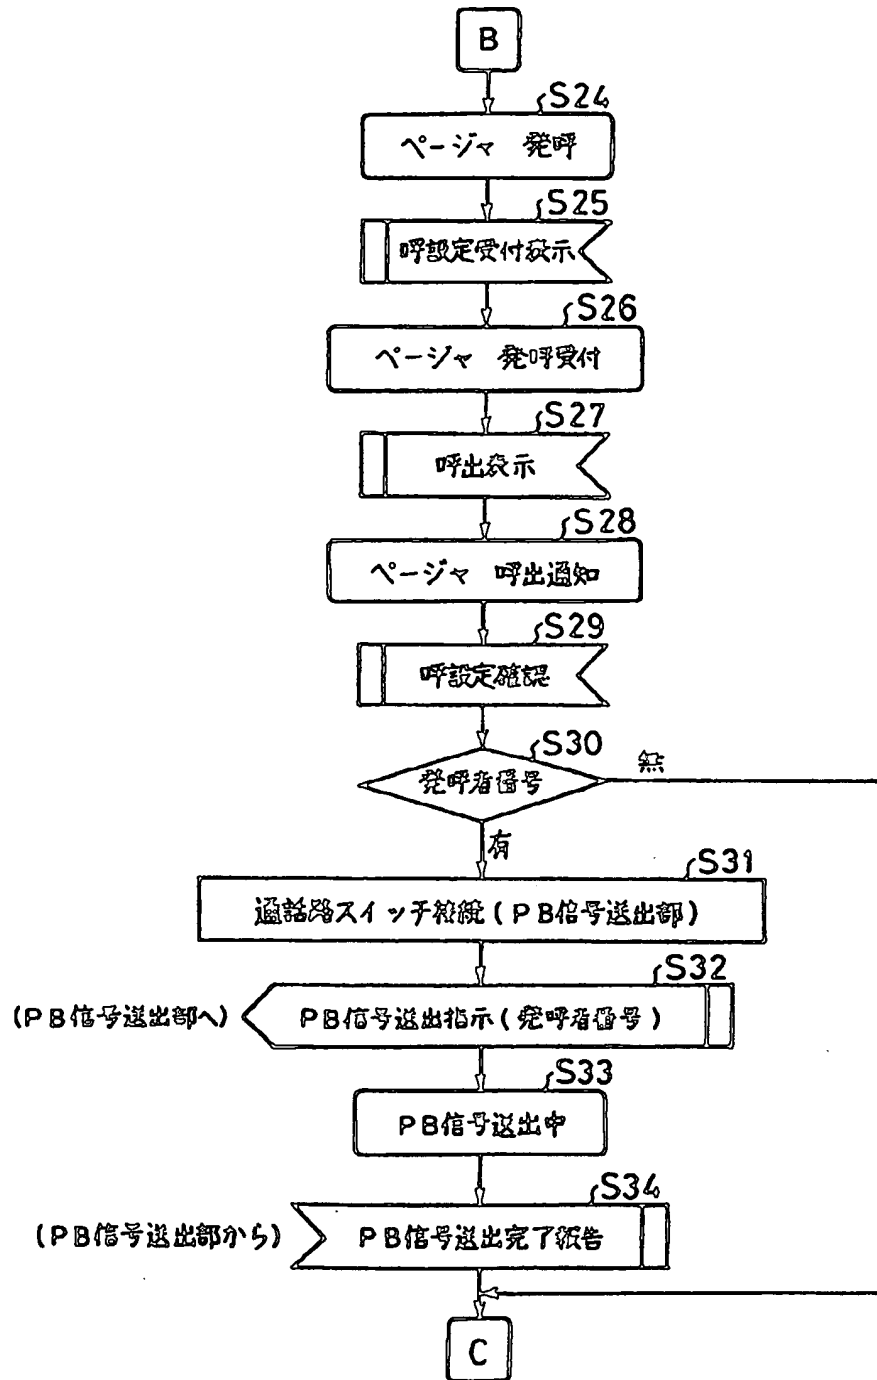 B
S24
ページャ 発呼
S25
呼設定受付表示
S26
ページャ 発呼受付
S27
呼出表示
S28
ページャ 呼出通知
S29
呼設定確認
S30
発呼者番号
無
有
S31
通話路スイッチ接続(PB信号送出部)
S32
(PB信号送出部へ)
PB信号送出指示(発呼者番号)
S33
PB信号送出中
S34
(PB信号送出部から)
PB信号送出完了報告
C